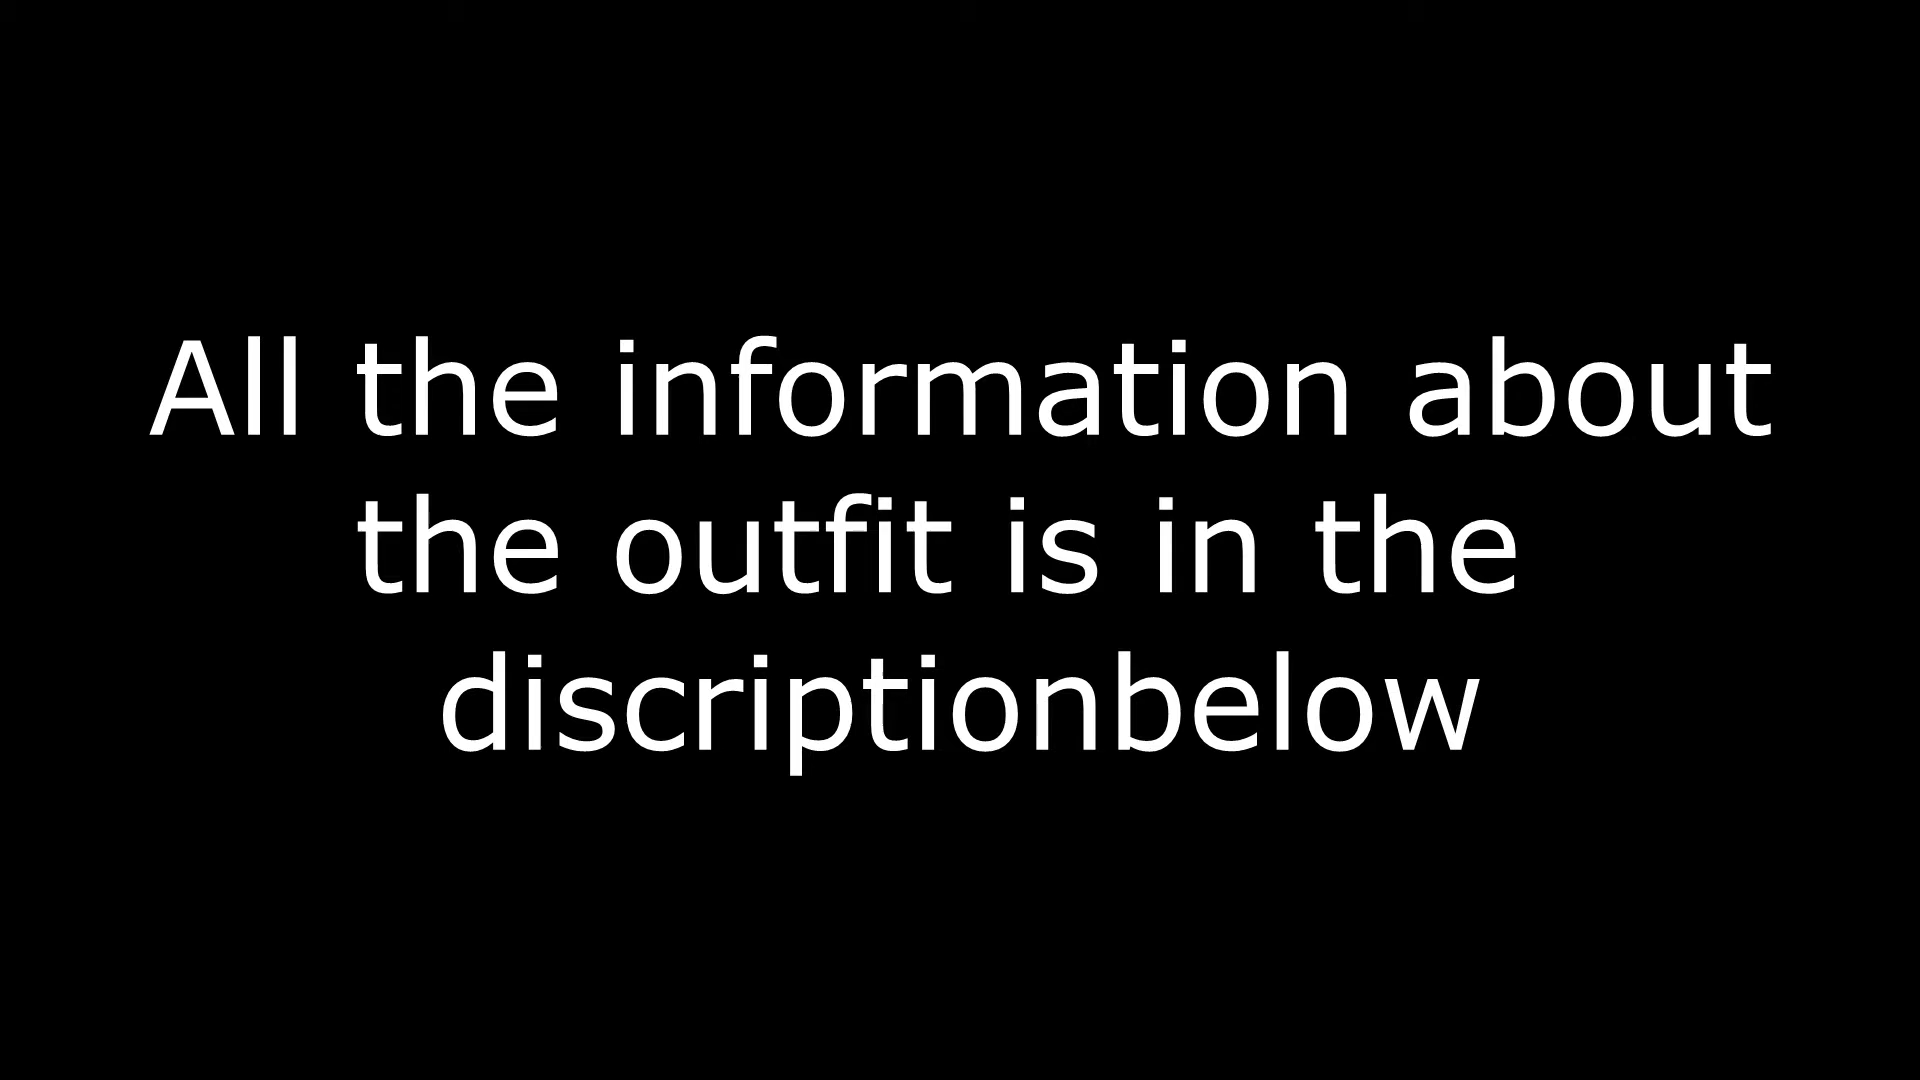 All the information about
the outfit is in the
discriptionbelow